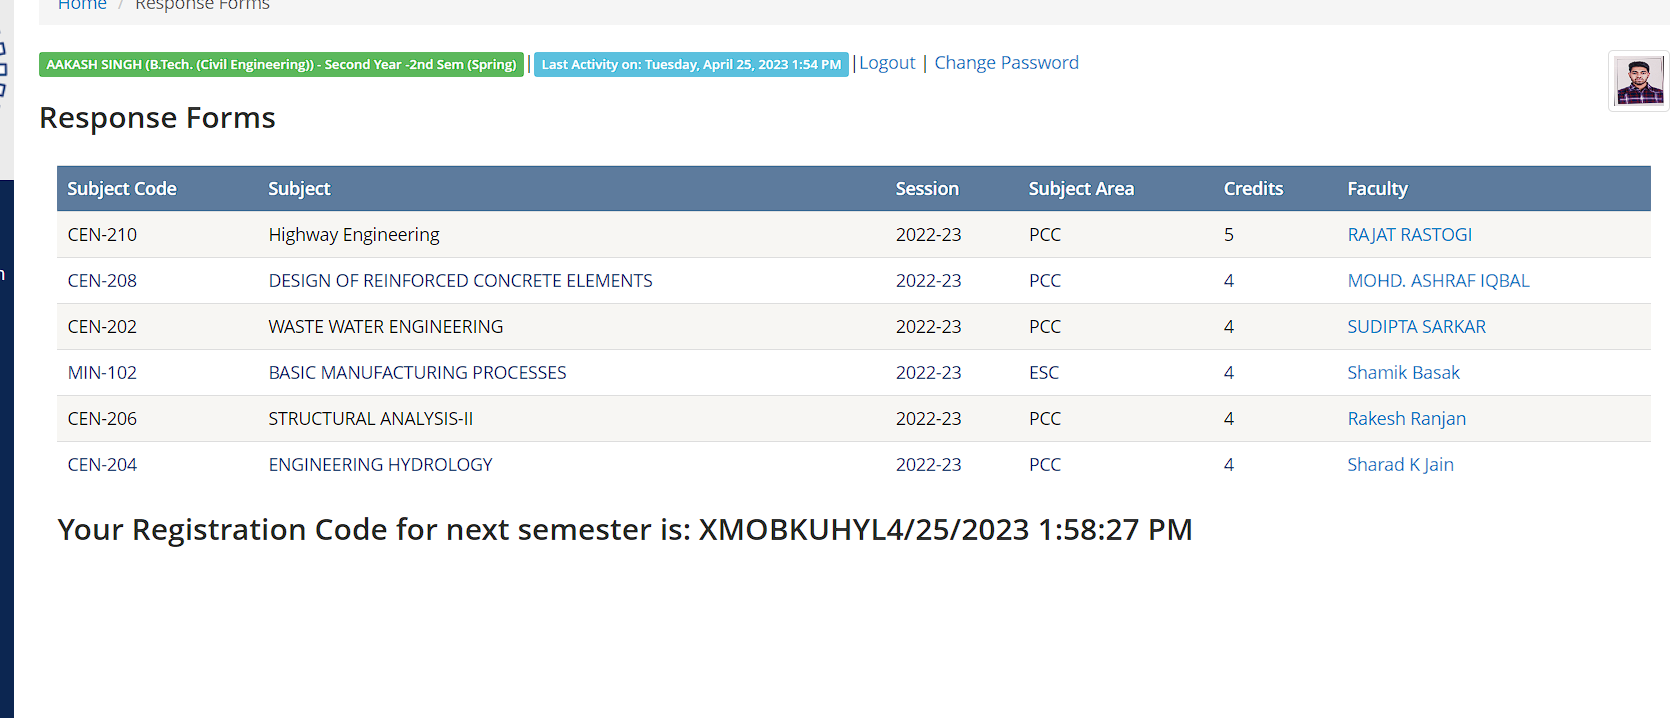 Home / Response Forms
AAKASH SINGH (B.Tech. (Civil Engineering)) - Second Year -2nd Sem (Spring) | Last Activity on: Tuesday, April 25, 2023 1:54 PM |Logout | Change Password
Response Forms
Subject Code Subject Session Subject Area Credits Faculty
CEN-210 Highway Engineering 2022-23 PCC 5 RAJAT RASTOGI
CEN-208 DESIGN OF REINFORCED CONCRETE ELEMENTS 2022-23 PCC 4 MOHD. ASHRAF IQBAL
CEN-202 WASTE WATER ENGINEERING 2022-23 PCC 4 SUDIPTA SARKAR
MIN-102 BASIC MANUFACTURING PROCESSES 2022-23 ESC 4 Shamik Basak
CEN-206 STRUCTURAL ANALYSIS-II 2022-23 PCC 4 Rakesh Ranjan
CEN-204 ENGINEERING HYDROLOGY 2022-23 PCC 4 Sharad K Jain
Your Registration Code for next semester is: XMOBKUHYL4/25/2023 1:58:27 PM